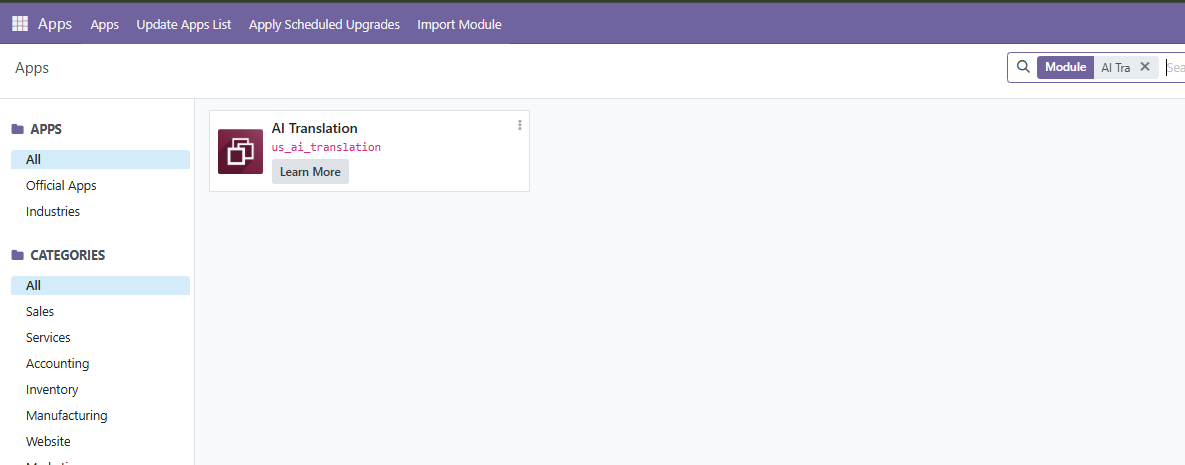 Apps Apps Update Apps List Apply Scheduled Upgrades Import Module
Apps
Module AI Tra Sea
APPS
All
Official Apps
Industries
CATEGORIES
All
Sales
Services
Accounting
Inventory
Manufacturing
Website
AI Translation
us_ai_translation
Learn More